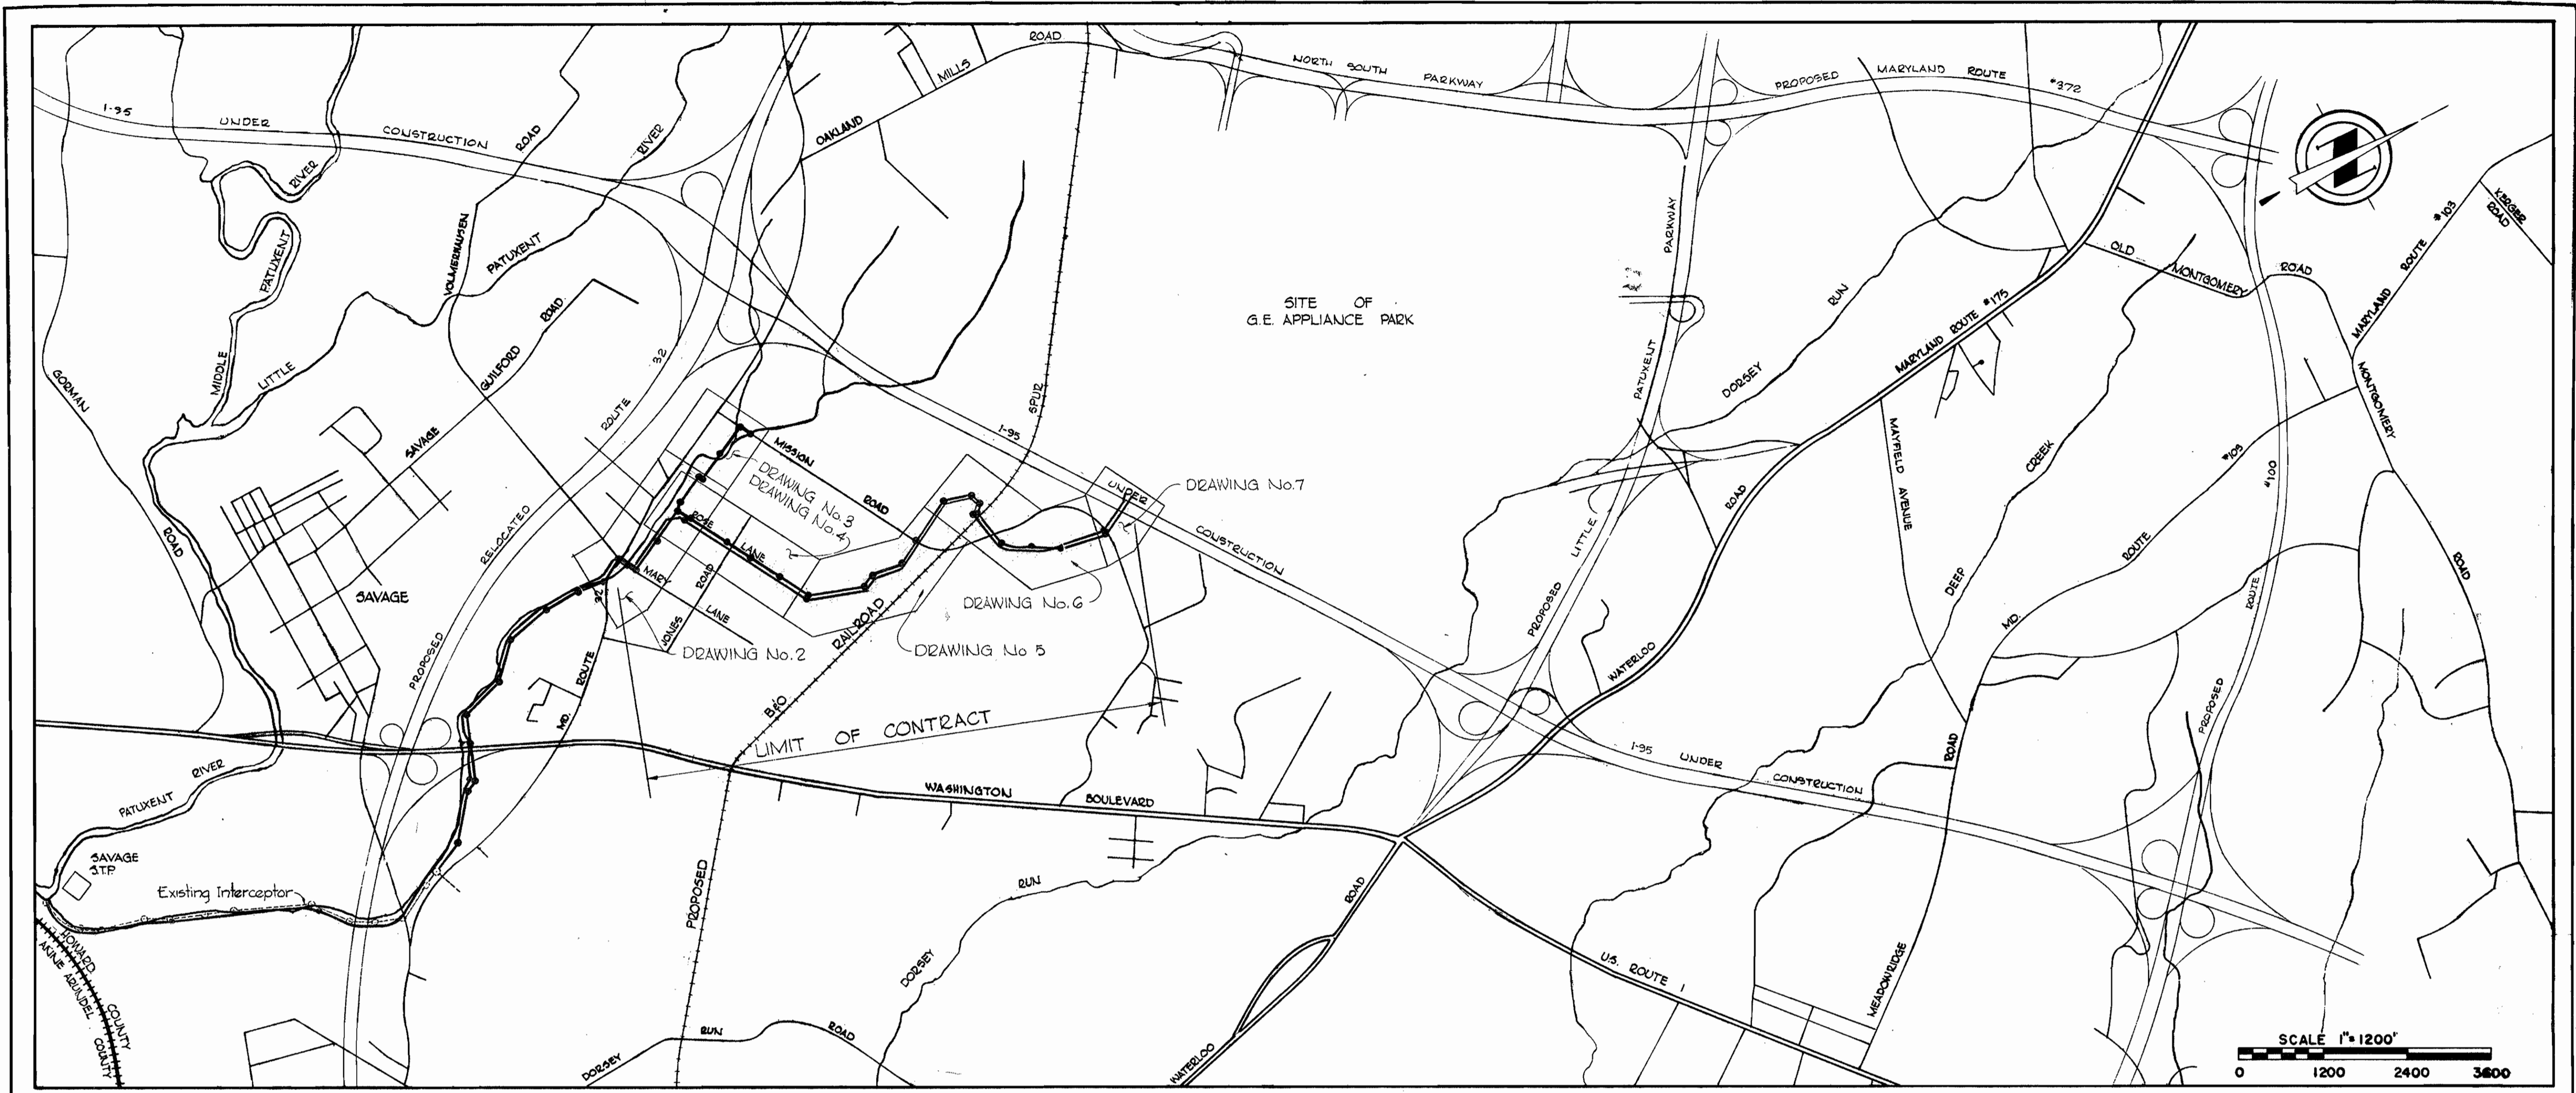 ROAD
MILLS
OAKLAND
NORTH SOUTH PARKWAY
PROPOSED MARYLAND ROUTE #372
I-95 UNDER CONSTRUCTION
ROAD
VOLMERHAUSEN
RIVER
PATUXENT
RIVER
PATUXENT
MIDDLE
LITTLE
GUILFORD ROAD
SAVAGE
GORMAN
ROAD
SAVAGE
PROPOSED RELOCATED ROUTE 32
SITE OF
G.E. APPLIANCE PARK
PARKWAY
PATUXENT
LITTLE
PROPOSED
DORSEY RUN
MARYLAND ROUTE #175
ROAD
WATERLOO
OLD MONTGOMERY ROAD
KERGER
ROAD
MARYLAND ROUTE #103
MONTGOMERY
ROAD
MAYFIELD AVENUE
DEEP CREEK
MD. ROUTE #103
PROPOSED ROUTE #100
SPUR
I-95
UNDER
CONSTRUCTION
MISSION ROAD
DRAWING No.3
DRAWING No.4
DRAWING No.7
ROSE LANE
MARY LANE
JONES ROAD
DRAWING No.2
DRAWING No 5
DRAWING No.6
RAILROAD
B&O
MD. ROUTE 32
LIMIT OF CONTRACT
WASHINGTON BOULEVARD
I-95 UNDER CONSTRUCTION
PATUXENT RIVER
SAVAGE
S.T.P.
Existing Interceptor
HOWARD COUNTY
ANNE ARUNDEL COUNTY
PROPOSED
DORSEY RUN
DORSEY RUN ROAD
ROAD
WATERLOO
U.S. ROUTE 1
ROAD
MEADOWRIDGE
SCALE 1"=1200'
0 1200 2400 3600